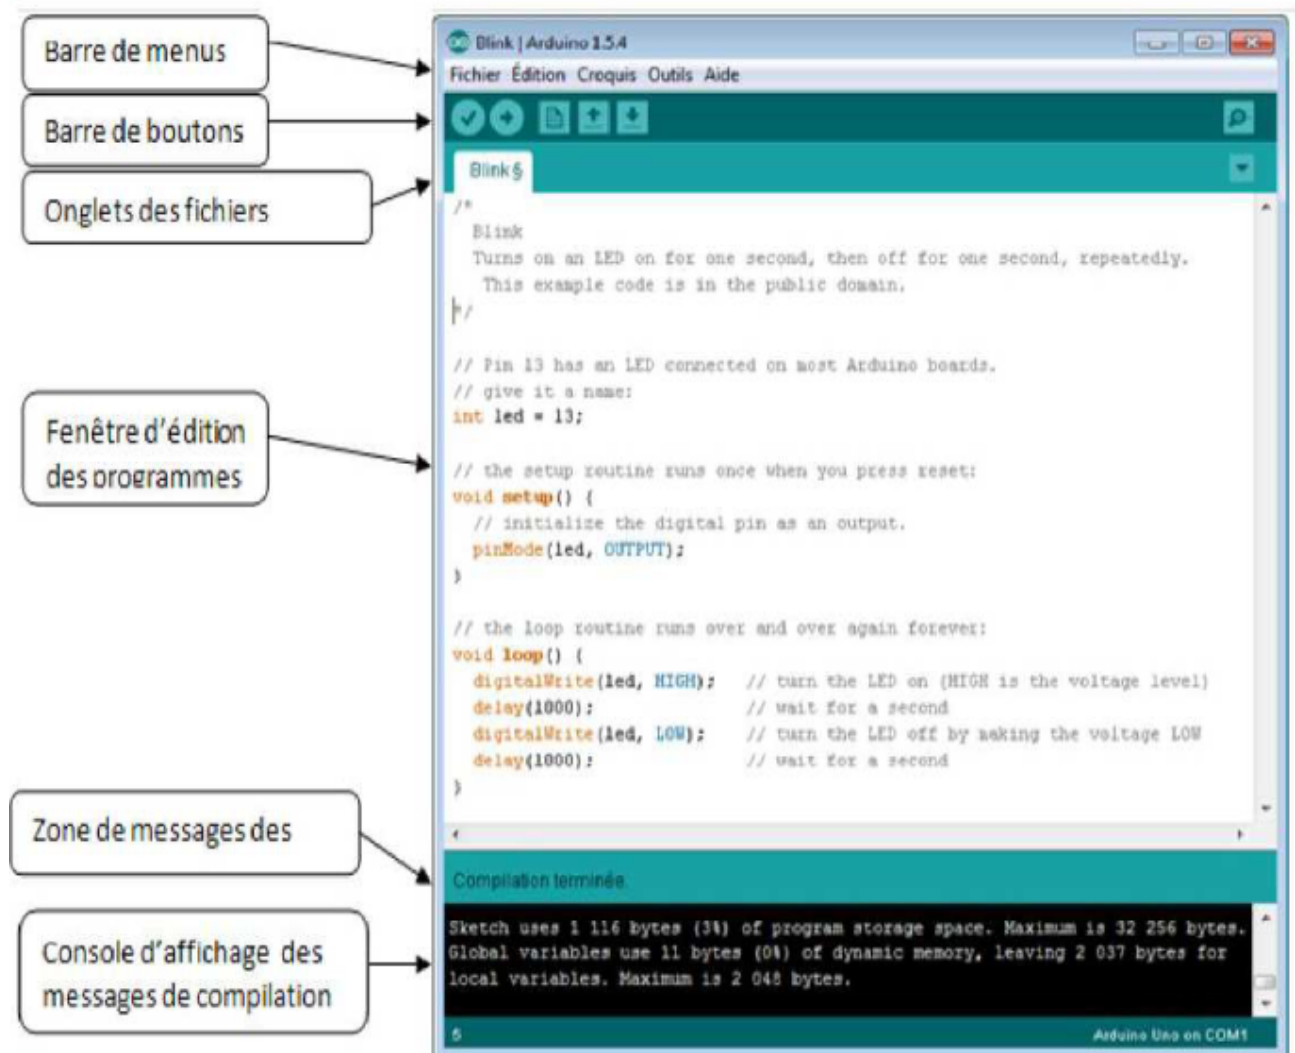 Barre de menus
Barre de boutons
Onglets des fichiers
Fenêtre d'édition
des programmes
Zone de messages des
Console d'affichage des
messages de compilation
Blink | Arduino 1.5.4
Fichier Édition Croquis Outils Aide
Blink §
/*
Blink
Turns on an LED on for one second, then off for one second, repeatedly.
This example code is in the public domain.
*/
// Pin 13 has an LED connected on most Arduino boards.
// give it a name:
int led = 13;
// the setup routine runs once when you press reset:
void setup() {
// initialize the digital pin as an output.
pinMode(led, OUTPUT);
}
// the loop routine runs over and over again forever:
void loop() {
digitalWrite(led, HIGH); // turn the LED on (HIGH is the voltage level)
delay(1000); // wait for a second
digitalWrite(led, LOW); // turn the LED off by making the voltage LOW
delay(1000); // wait for a second
}
Compilation terminée.
Sketch uses 1 116 bytes (3%) of program storage space. Maximum is 32 256 bytes.
Global variables use 11 bytes (0%) of dynamic memory, leaving 2 037 bytes for
local variables. Maximum is 2 048 bytes.
5 Arduino Uno on COM1